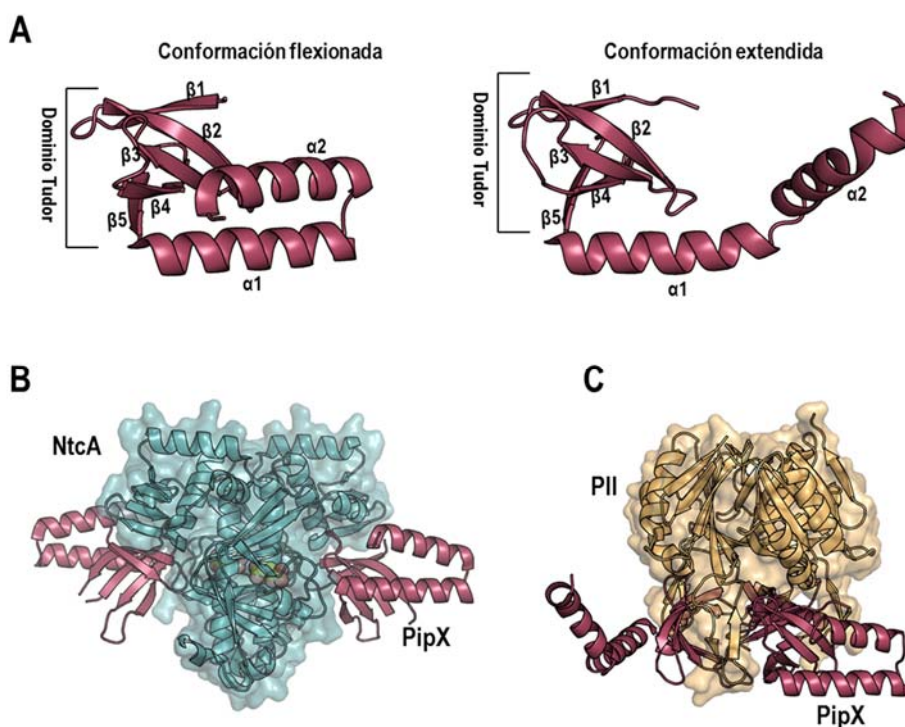 A
Conformación flexionada
Conformación extendida
Dominio Tudor
β1
β2
β3
α2
β4
β5
α1
Dominio Tudor
β1
β2
β3
β4
α2
β5
α1
B
NtcA
PipX
C
PII
PipX